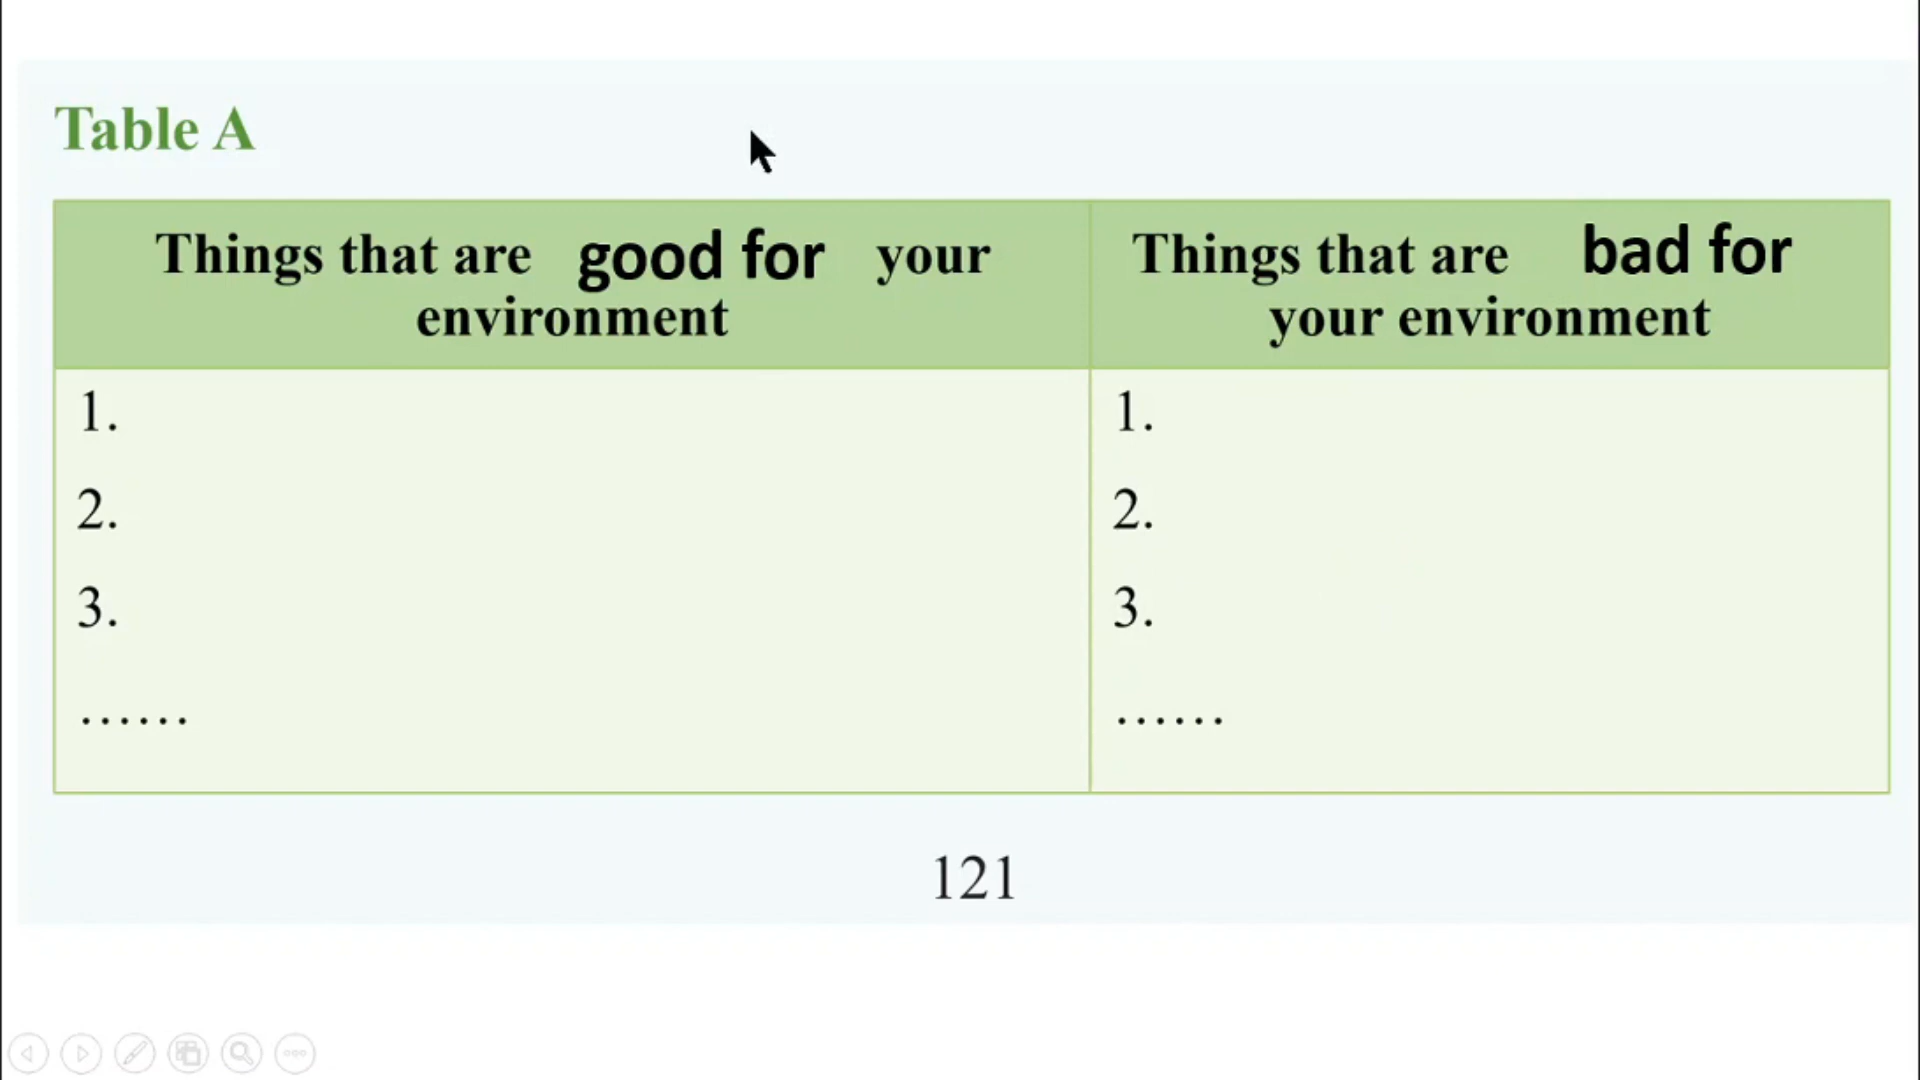 Table A
Things that are good for your
environment
Things that are bad for
your environment
1.
2.
3.
......
1.
2.
3.
......
121